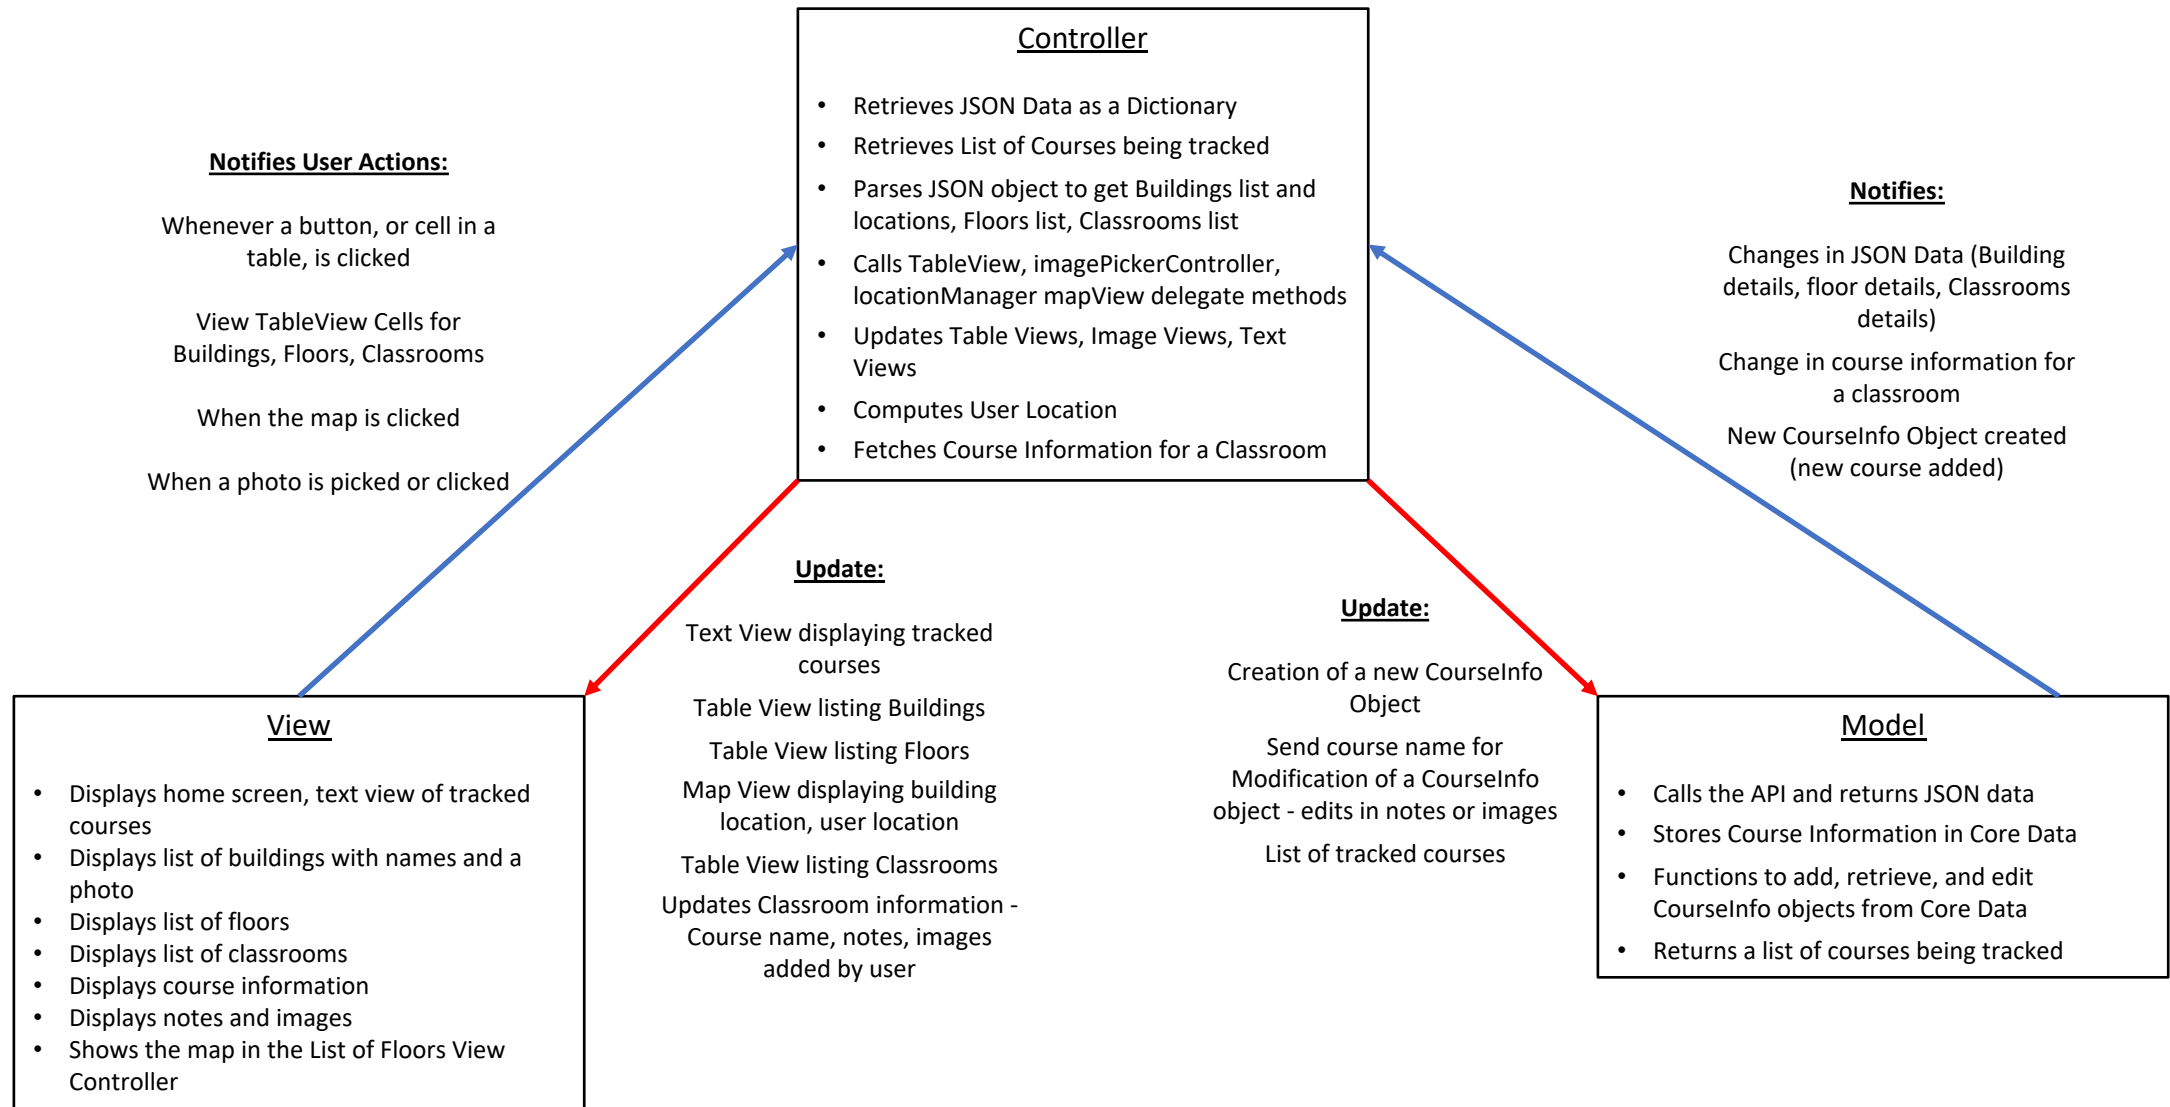 Controller
• Retrieves JSON Data as a Dictionary
• Retrieves List of Courses being tracked
• Parses JSON object to get Buildings list and
locations, Floors list, Classrooms list
• Calls TableView, imagePickerController,
locationManager mapView delegate methods
• Updates Table Views, Image Views, Text
Views
• Computes User Location
• Fetches Course Information for a Classroom
Notifies User Actions:
Whenever a button, or cell in a
table, is clicked
View TableView Cells for
Buildings, Floors, Classrooms
When the map is clicked
When a photo is picked or clicked
Notifies:
Changes in JSON Data (Building
details, floor details, Classrooms
details)
Change in course information for
a classroom
New CourseInfo Object created
(new course added)
Update:
Text View displaying tracked
courses
Table View listing Buildings
Table View listing Floors
Map View displaying building
location, user location
Table View listing Classrooms
Updates Classroom information -
Course name, notes, images
added by user
Update:
Creation of a new CourseInfo
Object
Send course name for
Modification of a CourseInfo
object - edits in notes or images
List of tracked courses
View
• Displays home screen, text view of tracked
courses
• Displays list of buildings with names and a
photo
• Displays list of floors
• Displays list of classrooms
• Displays course information
• Displays notes and images
• Shows the map in the List of Floors View
Controller
Model
• Calls the API and returns JSON data
• Stores Course Information in Core Data
• Functions to add, retrieve, and edit
CourseInfo objects from Core Data
• Returns a list of courses being tracked